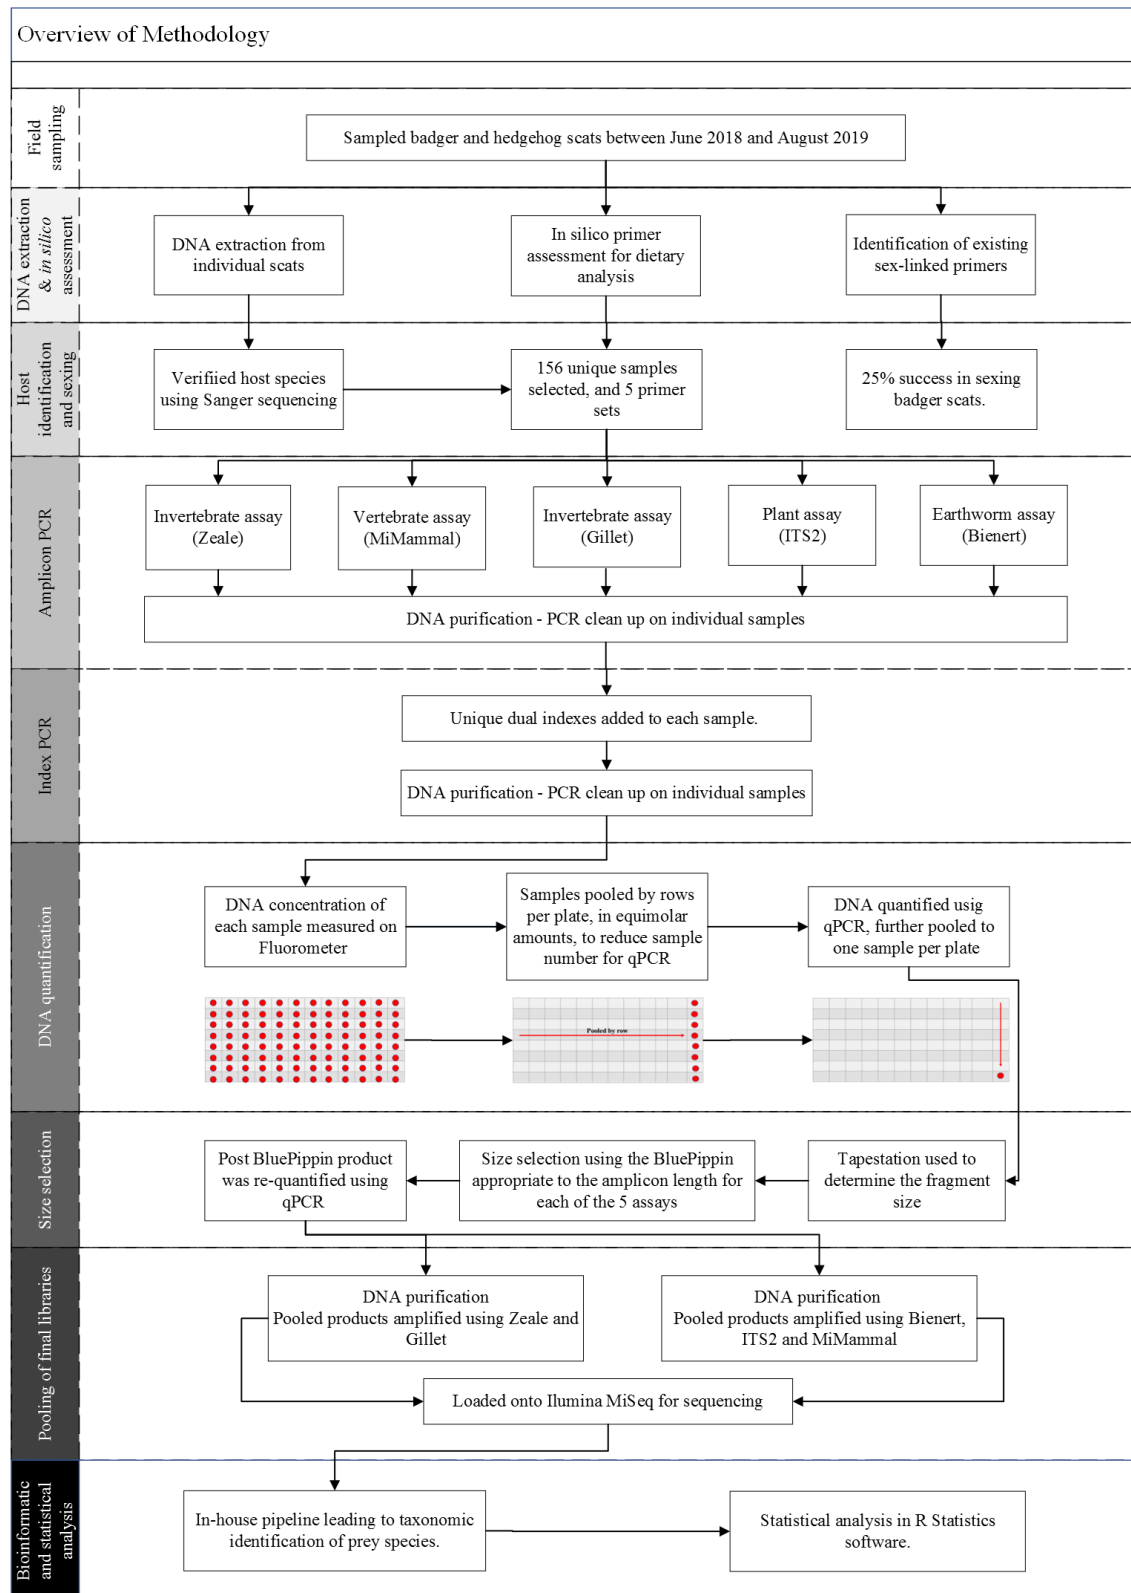 Overview of Methodology
Field
sampling
Sampled badger and hedgehog scats between June 2018 and August 2019
DNA extraction
& in silico
assessment
DNA extraction from
individual scats
In silico primer
assessment for dietary
analysis
Identification of existing
sex-linked primers
Host
identification
and sexing
Verifiied host species
using Sanger sequencing
156 unique samples
selected, and 5 primer
sets
25% success in sexing
badger scats.
Amplicon PCR
Invertebrate assay
(Zeale)
Vertebrate assay
(MiMammal)
Invertebrate assay
(Gillet)
Plant assay
(ITS2)
Earthworm assay
(Bienert)
DNA purification - PCR clean up on individual samples
Index PCR
Unique dual indexes added to each sample.
DNA purification - PCR clean up on individual samples
DNA quantification
DNA concentration of
each sample measured on
Fluorometer
Samples pooled by rows
per plate, in equimolar
amounts, to reduce sample
number for qPCR
DNA quantified usig
qPCR, further pooled to
one sample per plate
Pooled by row
Size selection
Post BluePippin product
was re-quantified using
qPCR
Size selection using the BluePippin
appropriate to the amplicon length for
each of the 5 assays
Tapestation used to
determine the fragment
size
Pooling of final libraries
DNA purification
Pooled products amplified using Zeale and
Gillet
DNA purification
Pooled products amplified using Bienert,
ITS2 and MiMammal
Loaded onto Ilumina MiSeq for sequencing
Bioinformatic
and statistical
analysis
In-house pipeline leading to taxonomic
identification of prey species.
Statistical analysis in R Statistics
software.